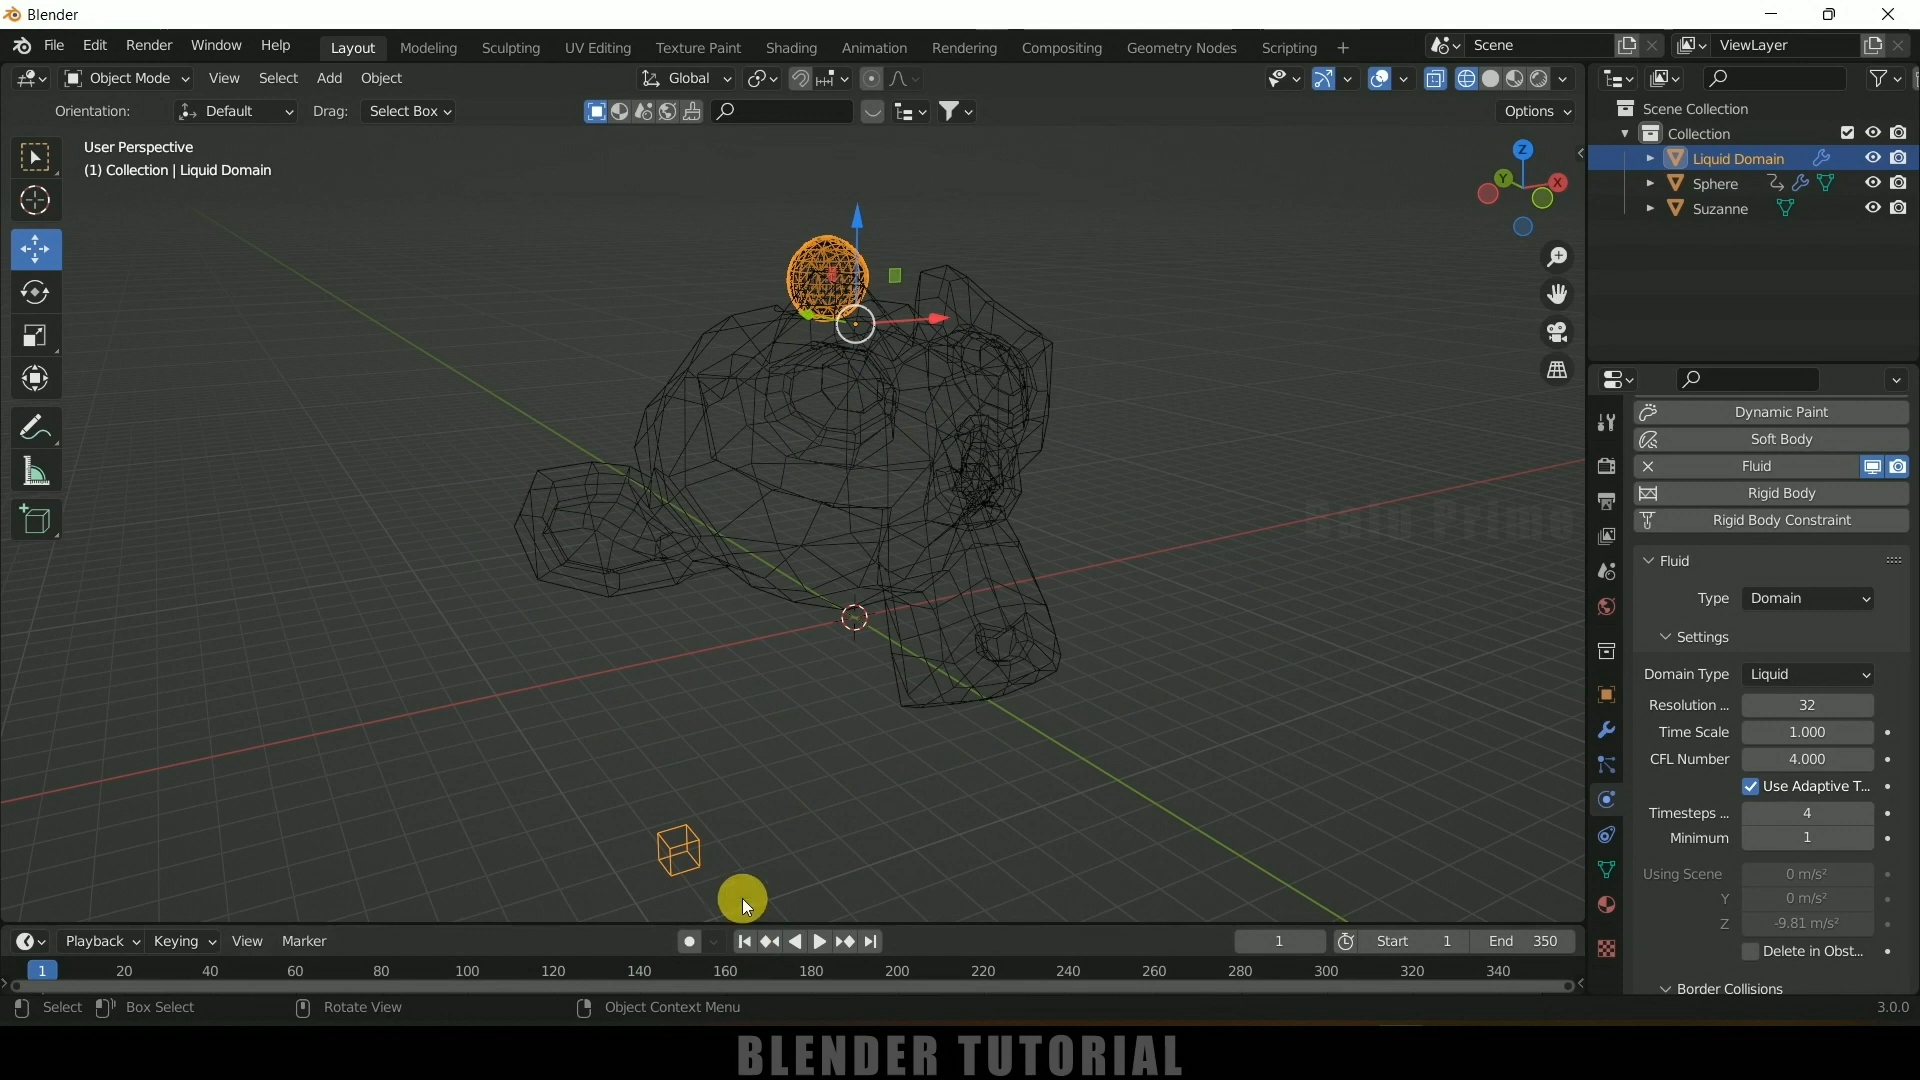 Blender
File Edit Render Window Help Layout Modeling Sculpting UV Editing Texture Paint Shading Animation Rendering Compositing Geometry Nodes Scripting + Scene ViewLayer
Object Mode View Select Add Object Global
Orientation: Default Drag: Select Box Options
User Perspective
(1) Collection | Liquid Domain
Z
Y
X
Scene Collection
Collection
Liquid Domain
Sphere
Suzanne
Dynamic Paint
Soft Body
Fluid
Rigid Body
Rigid Body Constraint
Fluid
Type Domain
Settings
Domain Type Liquid
Resolution ... 32
Time Scale 1.000
CFL Number 4.000
Use Adaptive T...
Timesteps ... 4
Minimum 1
Using Scene 0 m/s²
Y 0 m/s²
Z -9.81 m/s²
Delete in Obst...
Border Collisions
Playback Keying View Marker 1 Start 1 End 350
1 20 40 60 80 100 120 140 160 180 200 220 240 260 280 300 320 340
Select Box Select Rotate View Object Context Menu 3.0.0
BLENDER TUTORIAL